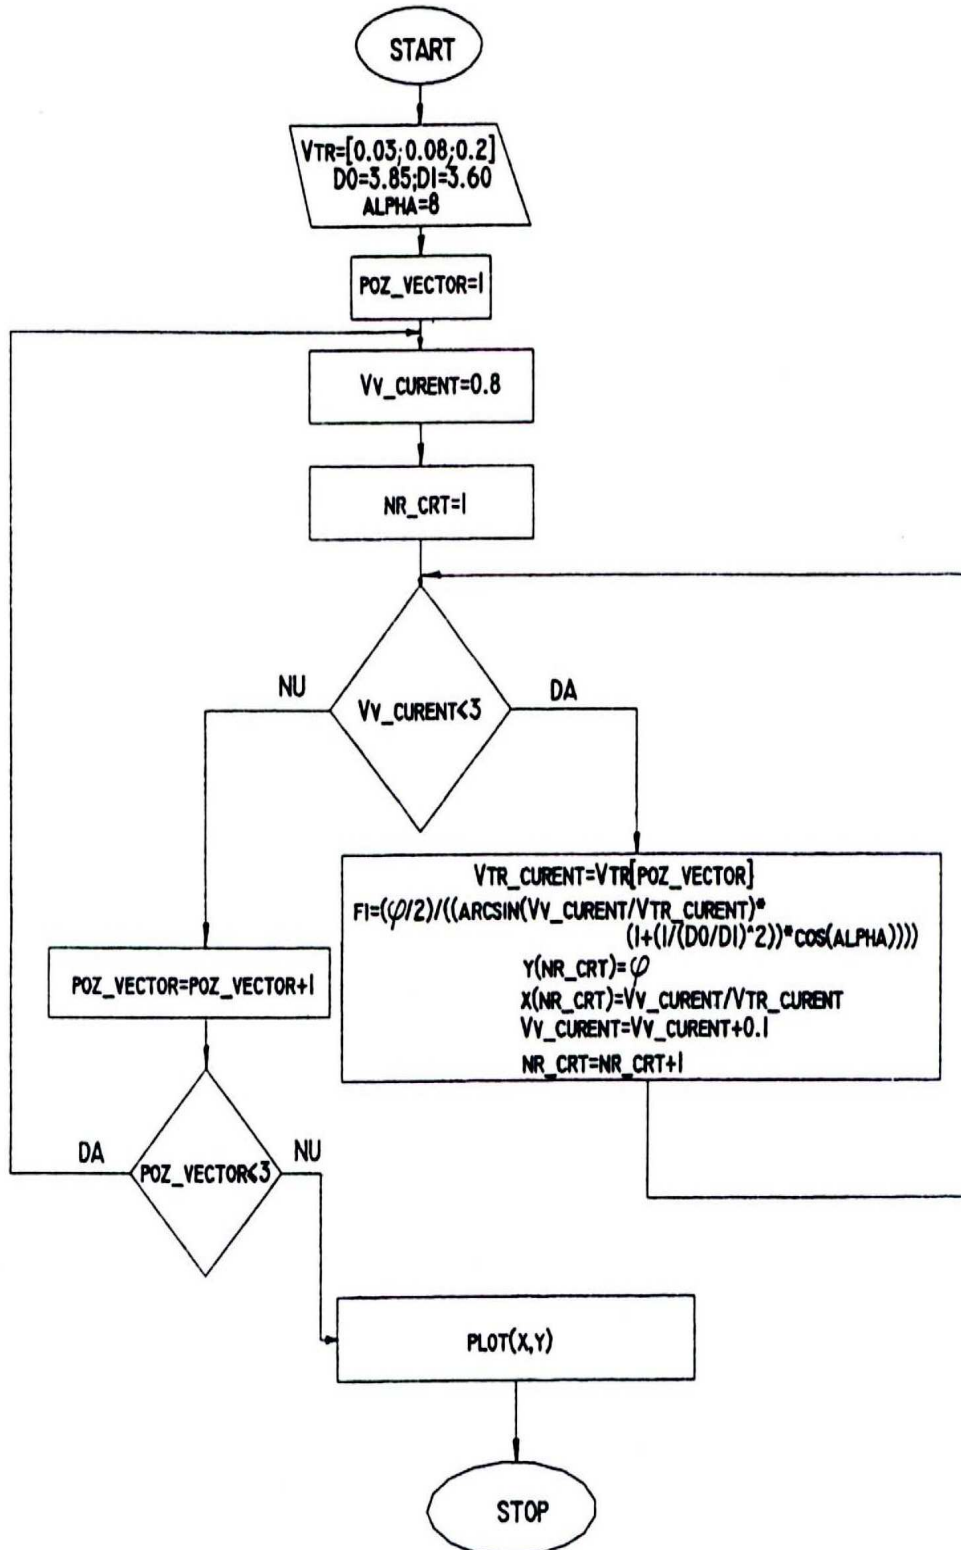 START
VTR=[0.03;0.08;0.2]
D0=3.85;D1=3.60
ALPHA=8
POZ_VECTOR=1
VV_CURENT=0.8
NR_CRT=1
NU
DA
VV_CURENT<3
VTR_CURENT=VTR[POZ_VECTOR]
FI=(φ/2)/((ARCSIN(VV_CURENT/VTR_CURENT)*
(1+(1/(D0/D1)^2))*COS(ALPHA))))
Y(NR_CRT)=φ
X(NR_CRT)=VV_CURENT/VTR_CURENT
VV_CURENT=VV_CURENT+0.1
NR_CRT=NR_CRT+1
POZ_VECTOR=POZ_VECTOR+1
DA
NU
POZ_VECTOR<3
PLOT(X,Y)
STOP